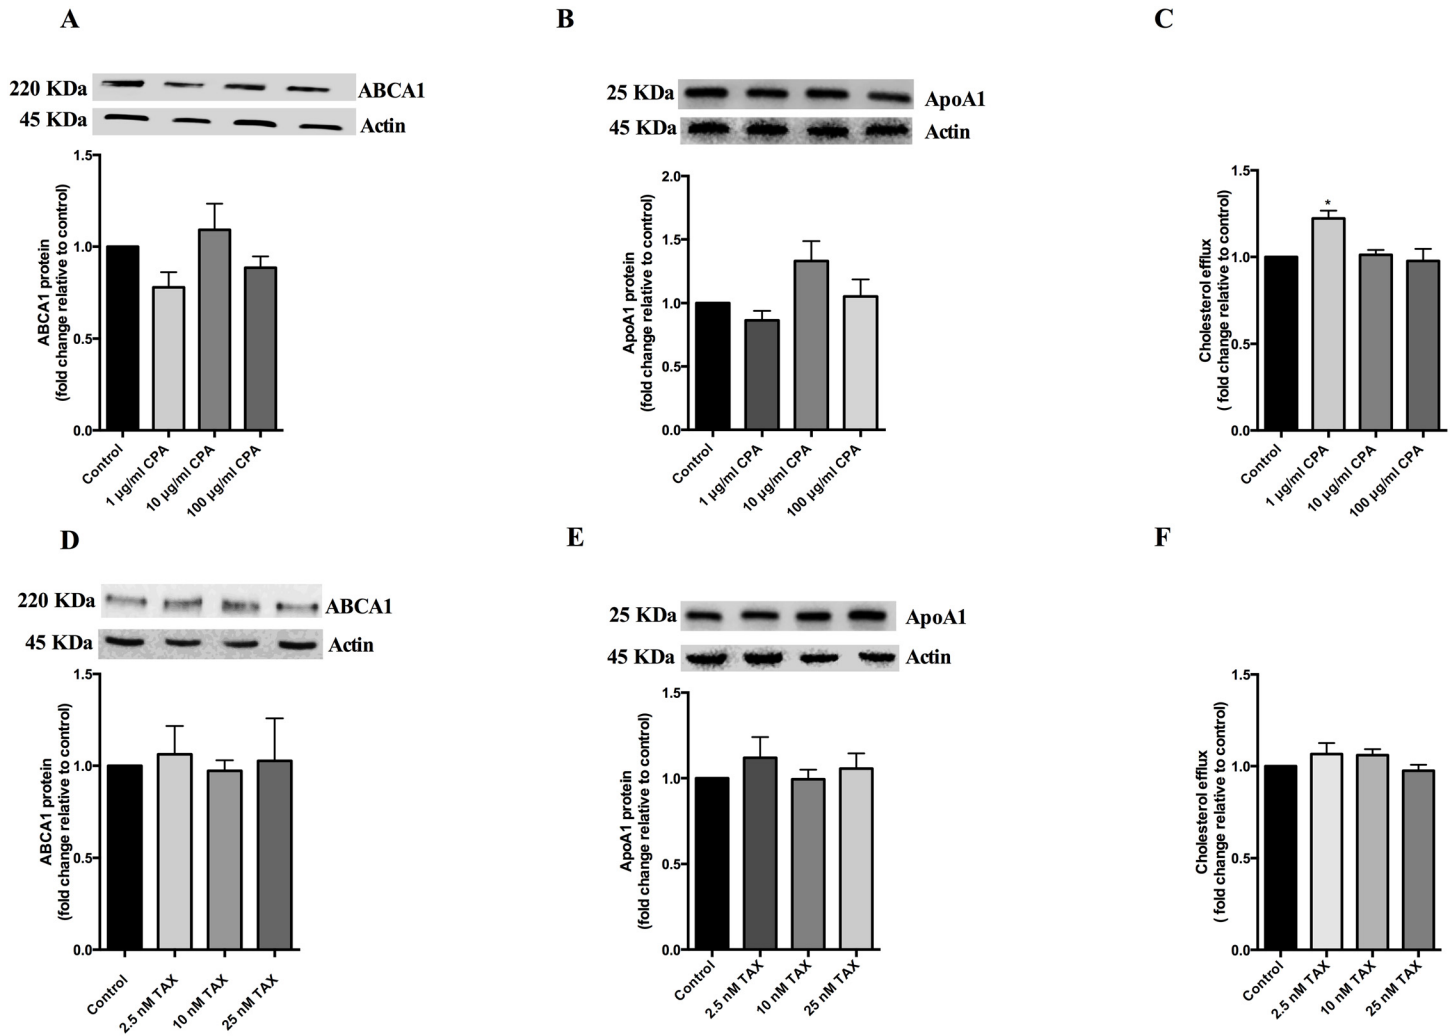 A
220 KDa
ABCA1
45 KDa
Actin
1.5
1.0
0.5
0.0
ABCA1 protein
(fold change relative to control)
Control
1 µg/ml CPA
10 µg/ml CPA
100 µg/ml CPA
B
25 KDa
ApoA1
45 KDa
Actin
2.0
1.5
1.0
0.5
0.0
ApoA1 protein
(fold change relative to control)
Control
1 µg/ml CPA
10 µg/ml CPA
100 µg/ml CPA
C
1.5
1.0
0.5
0.0
*
Cholesterol efflux
( fold change relative to control)
Control
1 µg/ml CPA
10 µg/ml CPA
100 µg/ml CPA
D
220 KDa
ABCA1
45 KDa
Actin
1.5
1.0
0.5
0.0
ABCA1 protein
(fold change relative to control)
Control
2.5 nM TAX
10 nM TAX
25 nM TAX
E
25 KDa
ApoA1
45 KDa
Actin
1.5
1.0
0.5
0.0
ApoA1 protein
(fold change relative to control)
Control
2.5 nM TAX
10 nM TAX
25 nM TAX
F
1.5
1.0
0.5
0.0
Cholesterol efflux
( fold change relative to control)
Control
2.5 nM TAX
10 nM TAX
25 nM TAX